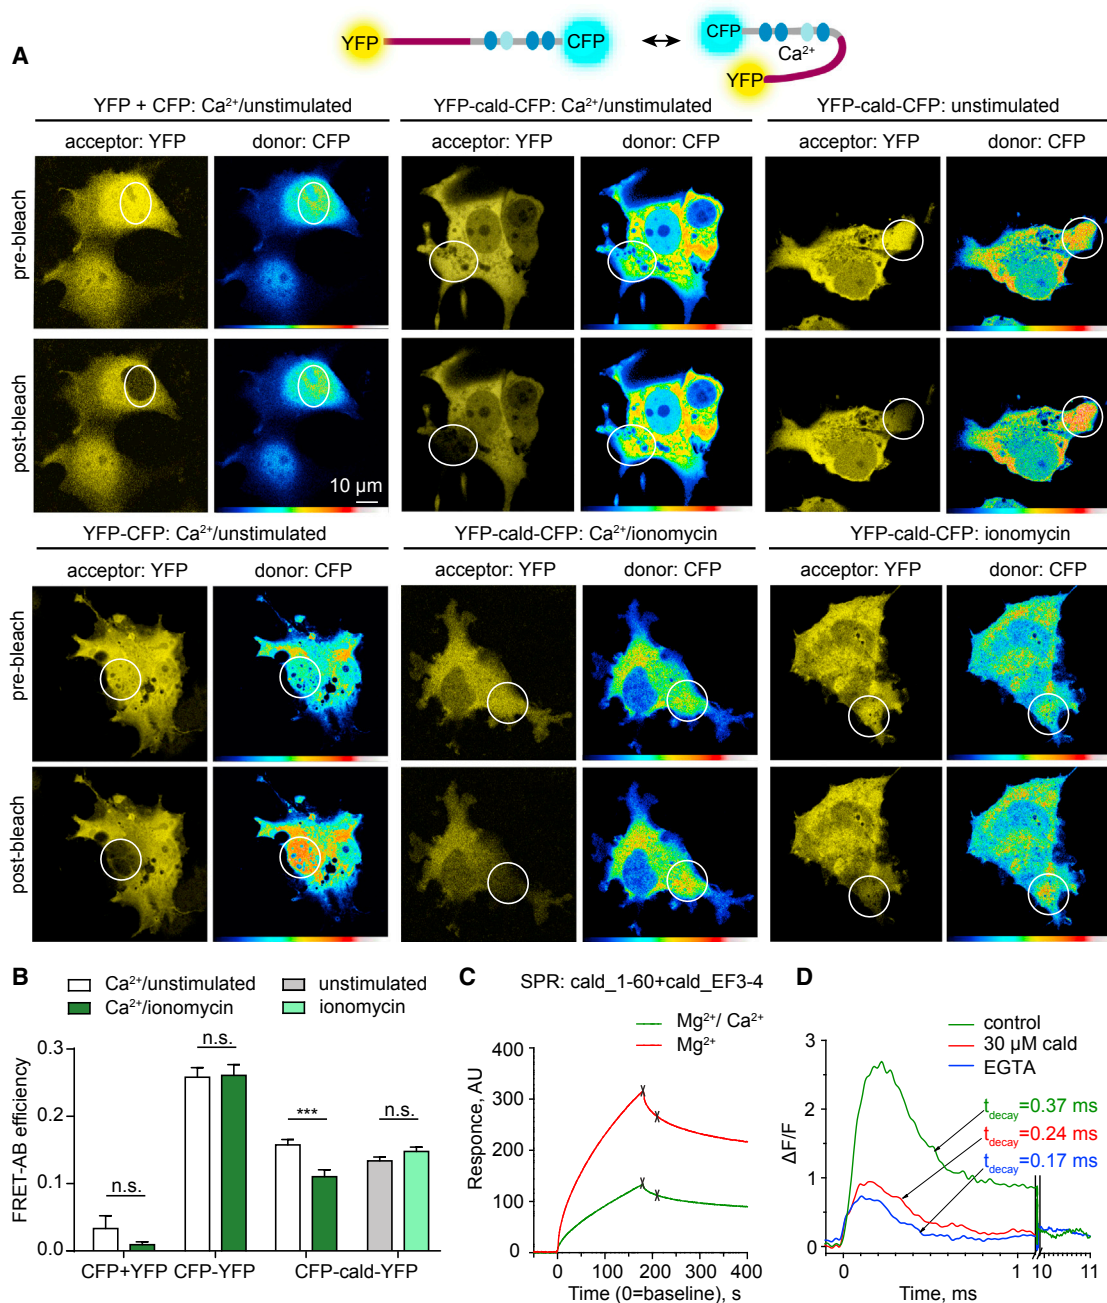 A
YFP CFP CFP Ca²⁺ YFP
YFP + CFP: Ca²⁺/unstimulated
YFP-cald-CFP: Ca²⁺/unstimulated
YFP-cald-CFP: unstimulated
acceptor: YFP donor: CFP acceptor: YFP donor: CFP acceptor: YFP donor: CFP
pre-bleach
post-bleach
10 µm
YFP-CFP: Ca²⁺/unstimulated
YFP-cald-CFP: Ca²⁺/ionomycin
YFP-cald-CFP: ionomycin
acceptor: YFP donor: CFP acceptor: YFP donor: CFP acceptor: YFP donor: CFP
pre-bleach
post-bleach
B
Ca²⁺/unstimulated
Ca²⁺/ionomycin
unstimulated
ionomycin
FRET-AB efficiency
0.3
0.2
0.1
0.0
n.s.
n.s.
***
n.s.
CFP+YFP CFP-YFP CFP-cald-YFP
C
SPR: cald_1-60+cald_EF3-4
Mg²⁺/ Ca²⁺
Mg²⁺
Responce, AU
400
300
200
100
0
0 100 200 300 400
Time (0=baseline), s
D
control
30 µM cald
EGTA
t_decay=0.37 ms
t_decay=0.24 ms
t_decay=0.17 ms
ΔF/F
3
2
1
0
0 1 10 11
Time, ms